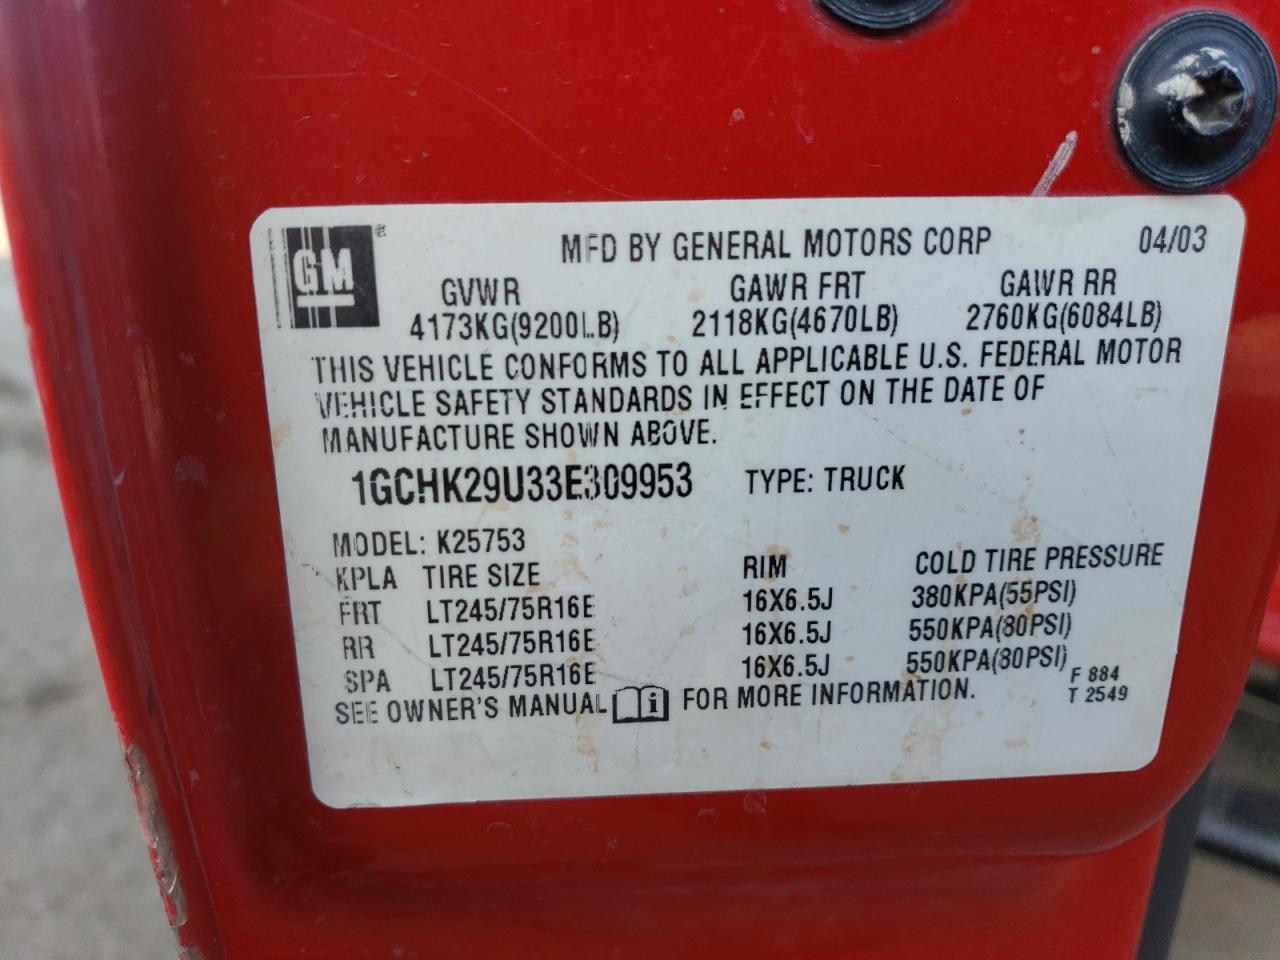 GM ®
MFD BY GENERAL MOTORS CORP 04/03
GVWR GAWR FRT GAWR RR
4173KG(9200LB) 2118KG(4670LB) 2760KG(6084LB)
THIS VEHICLE CONFORMS TO ALL APPLICABLE U.S. FEDERAL MOTOR
VEHICLE SAFETY STANDARDS IN EFFECT ON THE DATE OF
MANUFACTURE SHOWN ABOVE.
1GCHK29U33E309953 TYPE: TRUCK
MODEL: K25753
KPLA TIRE SIZE RIM COLD TIRE PRESSURE
FRT LT245/75R16E 16X6.5J 380KPA(55PSI)
RR LT245/75R16E 16X6.5J 550KPA(80PSI)
SPA LT245/75R16E 16X6.5J 550KPA(80PSI)
SEE OWNER'S MANUAL i FOR MORE INFORMATION.
F 884
T 2549